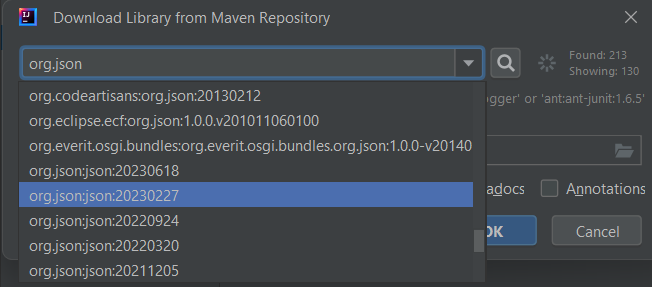 IJ
Download Library from Maven Repository
org.json
Found: 213
Showing: 130
org.codeartisans:org.json:20130212
org.eclipse.ecf:org.json:1.0.0.v201011060100
ogger' or 'ant:ant-junit:1.6.5'
org.everit.osgi.bundles:org.everit.osgi.bundles.org.json:1.0.0-v20140
org.json:json:20230618
org.json:json:20230227
adocs
Annotations
org.json:json:20220924
org.json:json:20220320
OK
Cancel
org.json:json:20211205